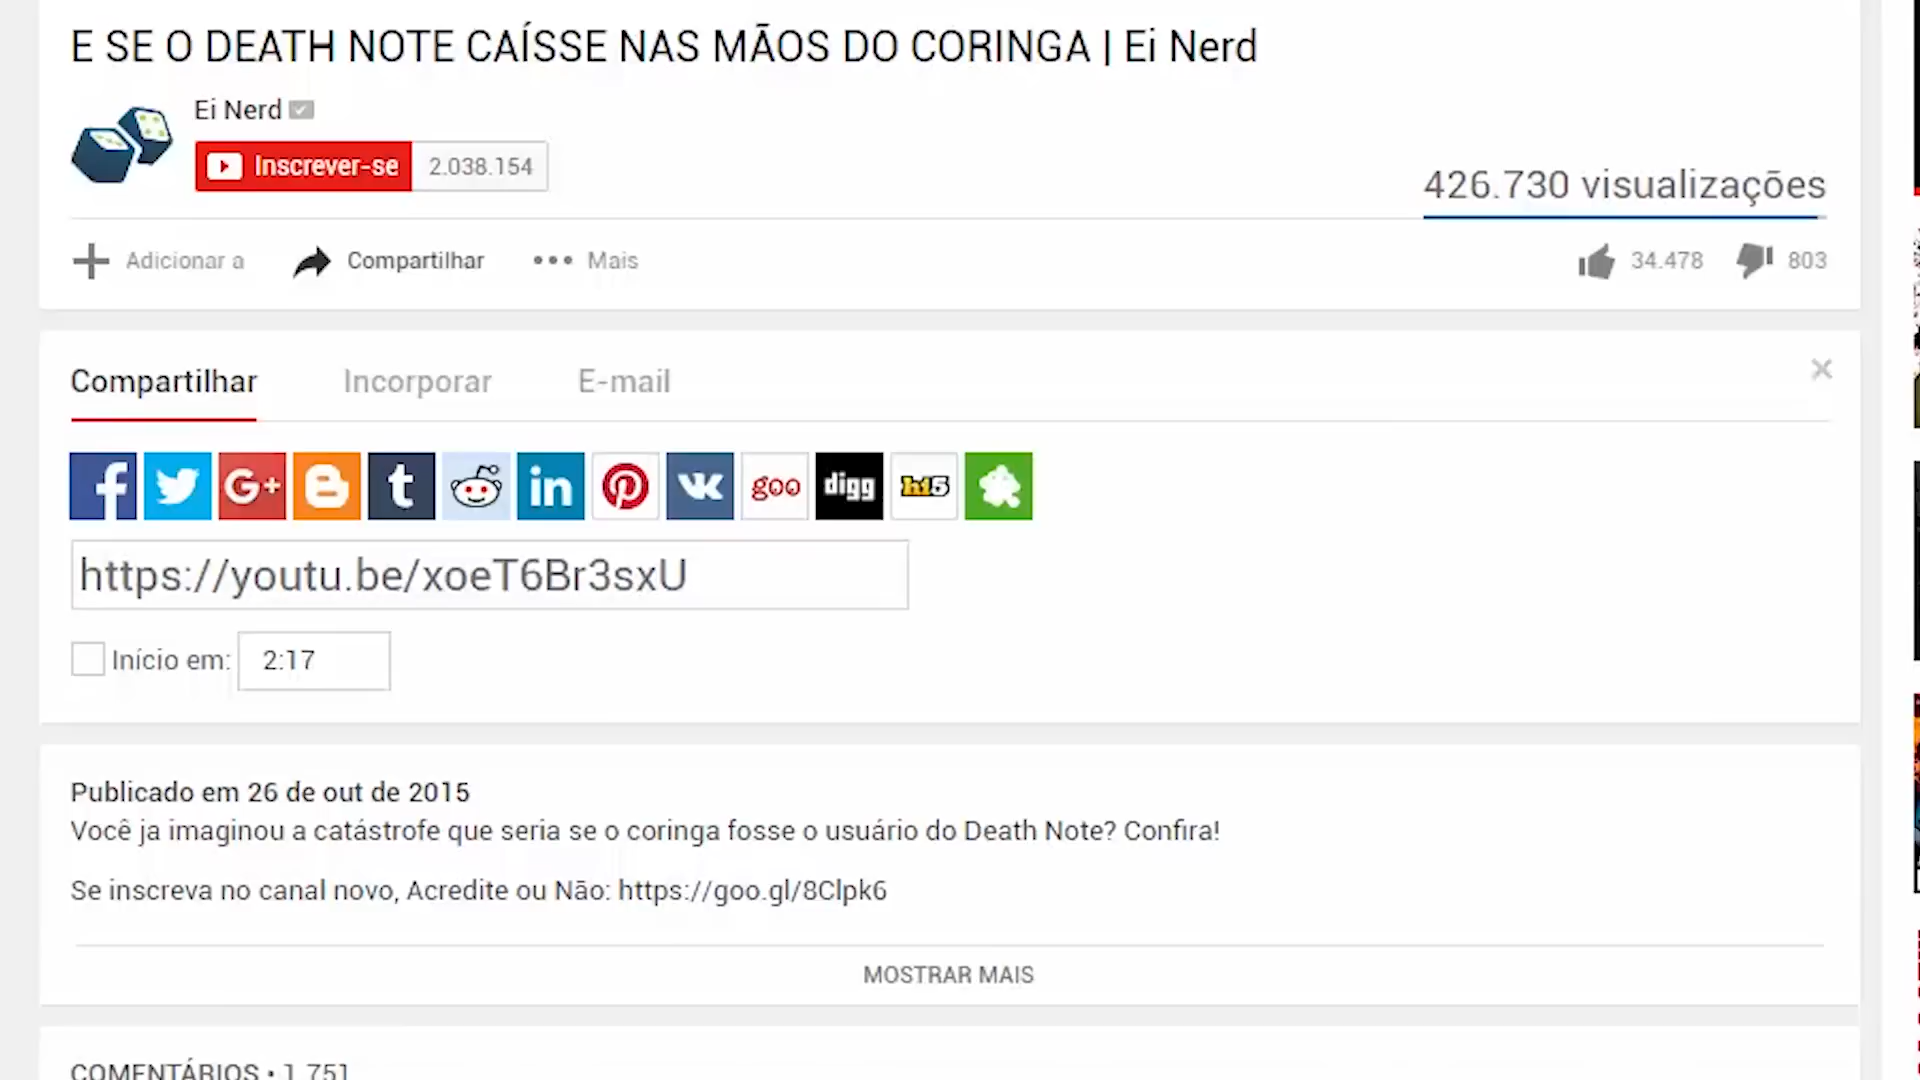 E SE O DEATH NOTE CAÍSSE NAS MÃOS DO CORINGA | Ei Nerd
Ei Nerd
Inscrever-se 2.038.154
426.730 visualizações
Adicionar a Compartilhar Mais 34.478 803
Compartilhar Incorporar E-mail
f t G+ B t in P VK goo digg hi5
https://youtu.be/xoeT6Br3sxU
Início em: 2:17
Publicado em 26 de out de 2015
Você ja imaginou a catástrofe que seria se o coringa fosse o usuário do Death Note? Confira!
Se inscreva no canal novo, Acredite ou Não: https://goo.gl/8Clpk6
MOSTRAR MAIS
COMENTÁRIOS • 1.751